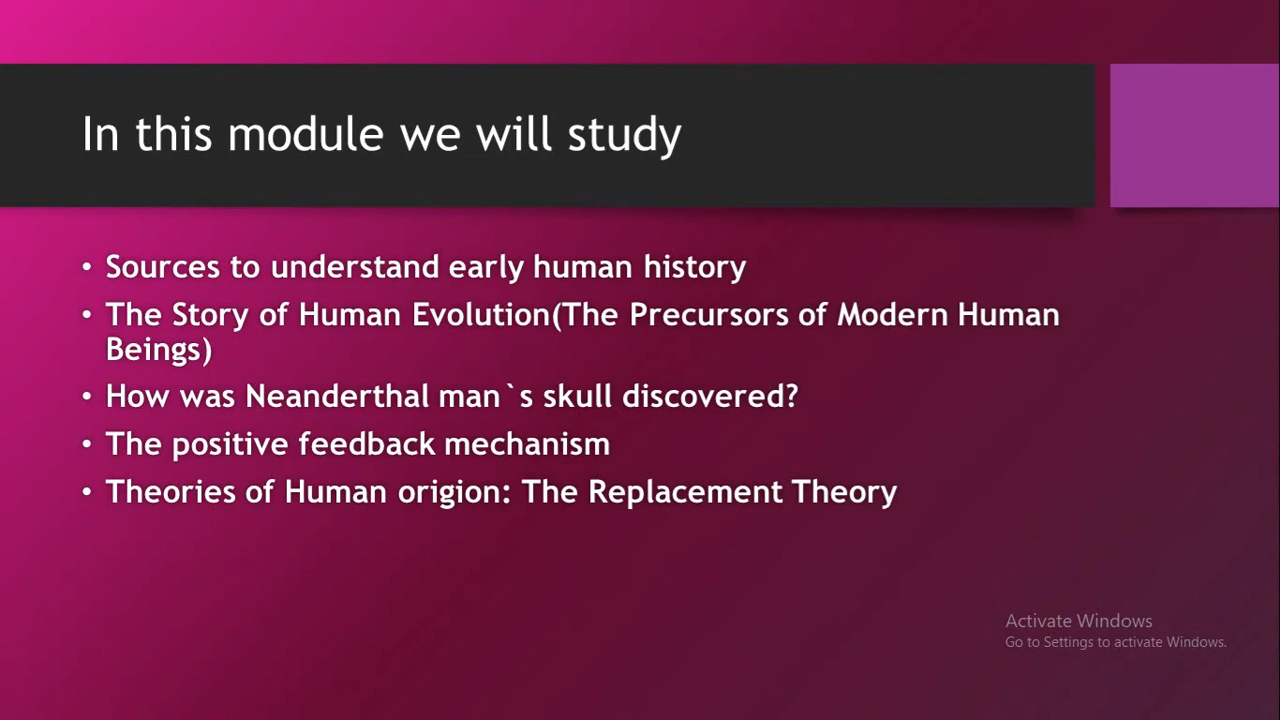 In this module we will study
• Sources to understand early human history
• The Story of Human Evolution(The Precursors of Modern Human
Beings)
• How was Neanderthal man`s skull discovered?
• The positive feedback mechanism
• Theories of Human origion: The Replacement Theory
Activate Windows
Go to Settings to activate Windows.